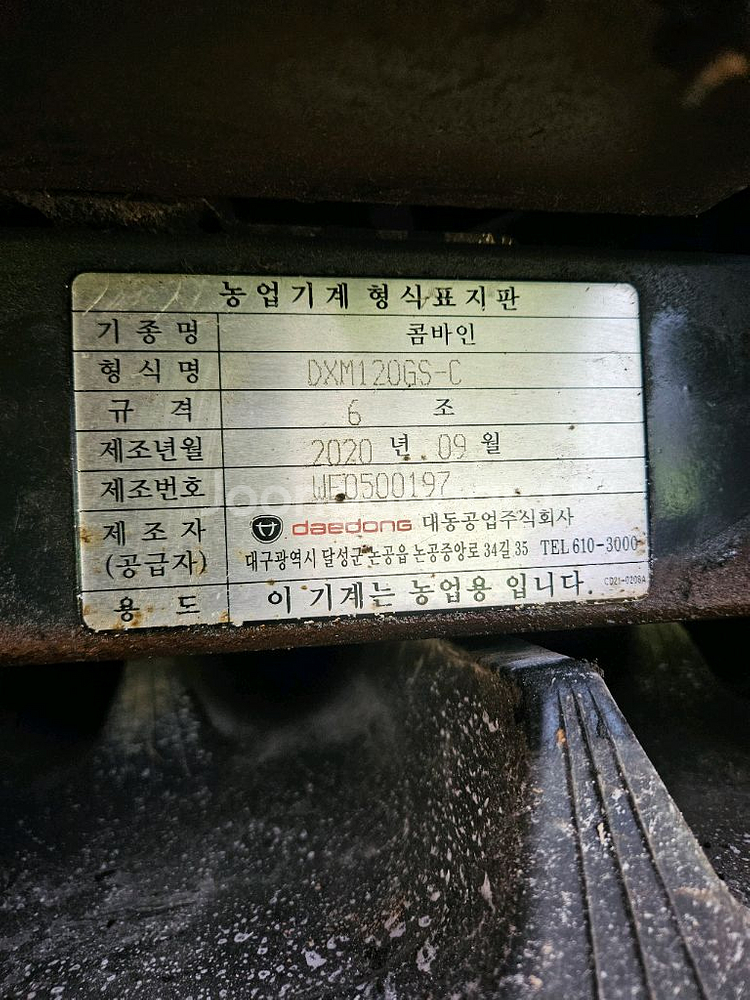 농업기계 형식표지판
기종명 콤바인
형식명 DXM120GS-C
규격 6 조
제조년월 2020 년 09 월
제조번호 WE0500197
제조자 daedong 대동공업주식회사
(공급자) 대구광역시 달성군 논공읍 논공중앙로 34길 35 TEL 610-3000
용도 이 기계는 농업용 입니다.
CD21-0208A